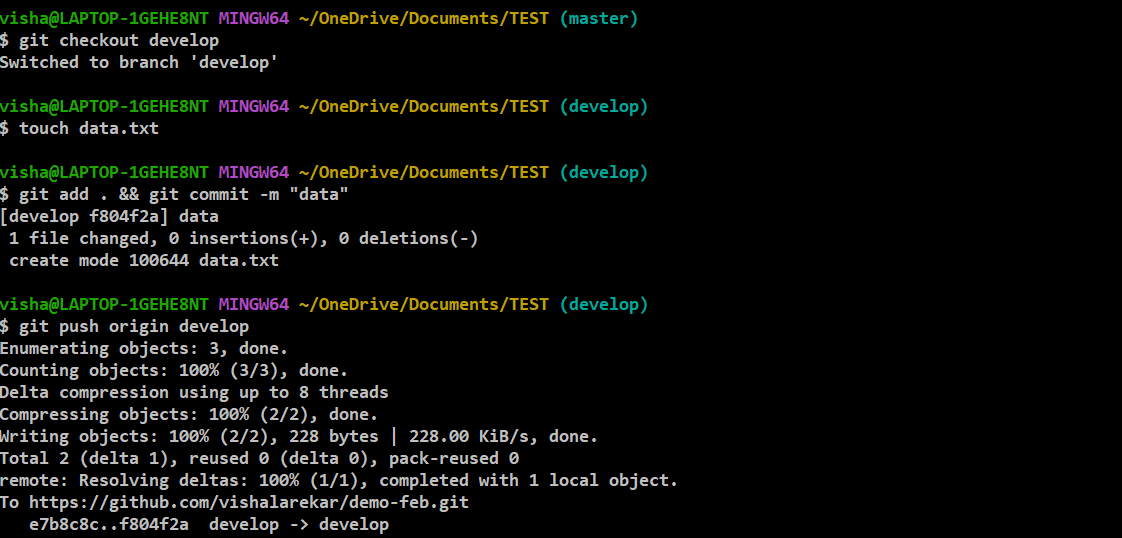 visha@LAPTOP-1GEHE8NT MINGW64 ~/OneDrive/Documents/TEST (master)
$ git checkout develop
Switched to branch 'develop'
visha@LAPTOP-1GEHE8NT MINGW64 ~/OneDrive/Documents/TEST (develop)
$ touch data.txt
visha@LAPTOP-1GEHE8NT MINGW64 ~/OneDrive/Documents/TEST (develop)
$ git add . && git commit -m "data"
[develop f804f2a] data
 1 file changed, 0 insertions(+), 0 deletions(-)
 create mode 100644 data.txt
visha@LAPTOP-1GEHE8NT MINGW64 ~/OneDrive/Documents/TEST (develop)
$ git push origin develop
Enumerating objects: 3, done.
Counting objects: 100% (3/3), done.
Delta compression using up to 8 threads
Compressing objects: 100% (2/2), done.
Writing objects: 100% (2/2), 228 bytes | 228.00 KiB/s, done.
Total 2 (delta 1), reused 0 (delta 0), pack-reused 0
remote: Resolving deltas: 100% (1/1), completed with 1 local object.
To https://github.com/vishalarekar/demo-feb.git
   e7b8c8c..f804f2a  develop -> develop